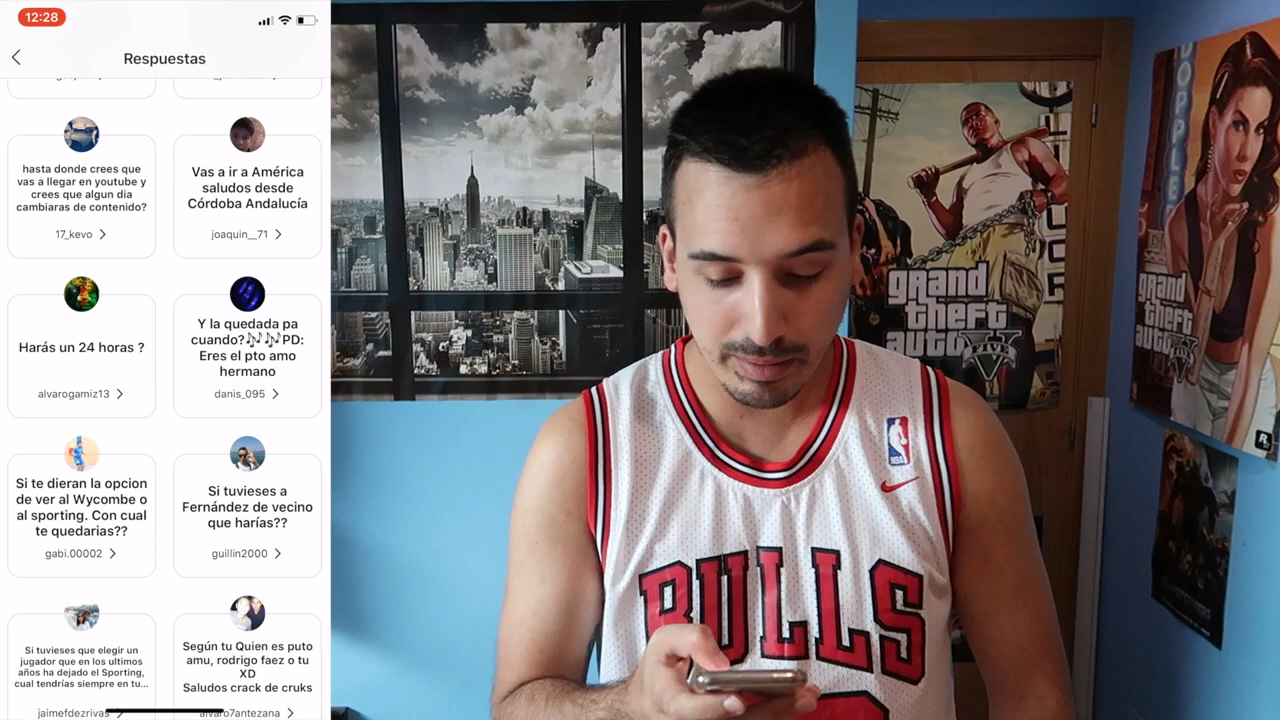 12:28
Respuestas
hasta donde crees que
vas a llegar en youtube y
crees que algun dia
cambiaras de contenido?
17_kevo
Vas a ir a América
saludos desde
Córdoba Andalucía
joaquin__71
Harás un 24 horas ?
alvarogamiz13
Y la quedada pa
cuando?🎶🎶PD:
Eres el pto amo
hermano
danis_095
Si te dieran la opcion
de ver al Wycombe o
al sporting. Con cual
te quedarias??
gabi.00002
Si tuvieses a
Fernández de vecino
que harías??
guillin2000
Si tuvieses que elegir un
jugador que en los ultimos
años ha dejado el Sporting,
cual tendrías siempre en tu...
jaimefdezrivas
Según tu Quien es puto
amu, rodrigo faez o tu
XD
Saludos crack de cruks
alvaro7antezana
grand
theft
auto
V
FIVE
DOPPLE
grand
theft
auto
V
R
NBA
BULLS